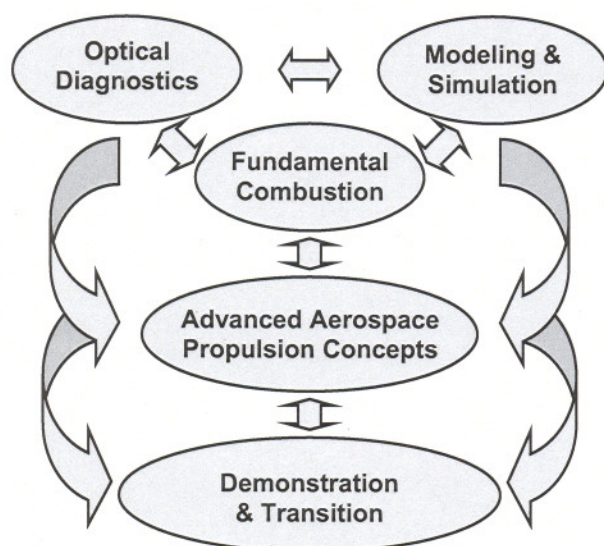 Optical
Diagnostics
Modeling &
Simulation
Fundamental
Combustion
Advanced Aerospace
Propulsion Concepts
Demonstration
& Transition